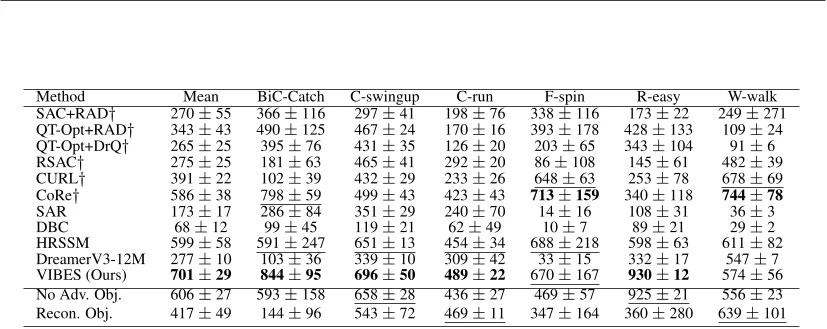 Method Mean BiC-Catch C-swingup C-run F-spin R-easy W-walk
SAC+RAD† 270 ± 55 366 ± 116 297 ± 41 198 ± 76 338 ± 116 173 ± 22 249 ± 271
QT-Opt+RAD† 343 ± 43 490 ± 125 467 ± 24 170 ± 16 393 ± 178 428 ± 133 109 ± 24
QT-Opt+DrQ† 265 ± 25 395 ± 76 431 ± 35 126 ± 20 203 ± 65 343 ± 104 91 ± 6
RSAC† 275 ± 25 181 ± 63 465 ± 41 292 ± 20 86 ± 108 145 ± 61 482 ± 39
CURL† 391 ± 22 102 ± 39 432 ± 29 233 ± 26 648 ± 63 253 ± 78 678 ± 69
CoRe† 586 ± 38 798 ± 59 499 ± 43 423 ± 43 713 ± 159 340 ± 118 744 ± 78
SAR 173 ± 17 286 ± 84 351 ± 29 240 ± 70 14 ± 16 108 ± 31 36 ± 3
DBC 68 ± 12 99 ± 45 119 ± 21 62 ± 49 10 ± 7 89 ± 21 29 ± 2
HRSSM 599 ± 58 591 ± 247 651 ± 13 454 ± 34 688 ± 218 598 ± 63 611 ± 82
DreamerV3-12M 277 ± 10 103 ± 36 339 ± 10 309 ± 42 33 ± 15 332 ± 17 547 ± 7
VIBES (Ours) 701 ± 29 844 ± 95 696 ± 50 489 ± 22 670 ± 167 930 ± 12 574 ± 56
No Adv. Obj. 606 ± 27 593 ± 158 658 ± 28 436 ± 27 469 ± 57 925 ± 21 556 ± 23
Recon. Obj. 417 ± 49 144 ± 96 543 ± 72 469 ± 11 347 ± 164 360 ± 280 639 ± 101